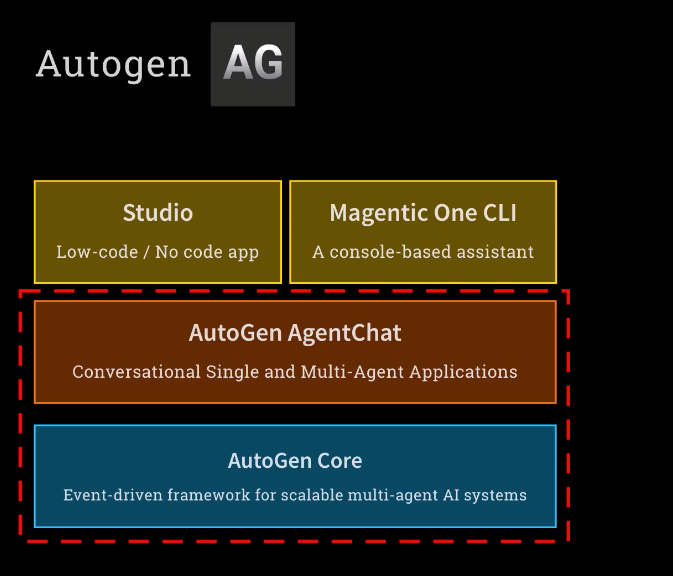 Autogen AG
Studio
Low-code / No code app
Magentic One CLI
A console-based assistant
AutoGen AgentChat
Conversational Single and Multi-Agent Applications
AutoGen Core
Event-driven framework for scalable multi-agent AI systems